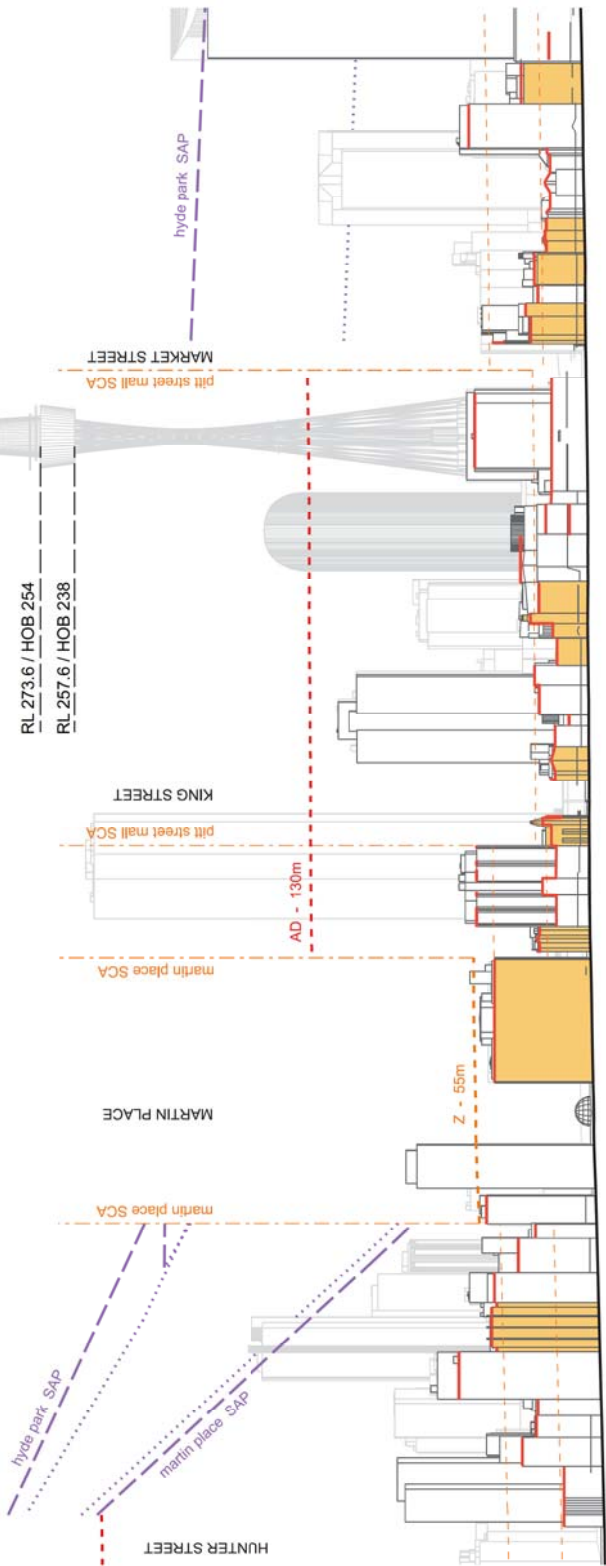 HUNTER STREET
hyde park SAP
martin place SAP
martin place SCA
MARTIN PLACE
Z - 55m
martin place SCA
AD - 130m
pitt street mall SCA
KING STREET
RL 273.6 / HOB 254
RL 257.6 / HOB 238
pitt street mall SCA
MARKET STREET
hyde park SAP